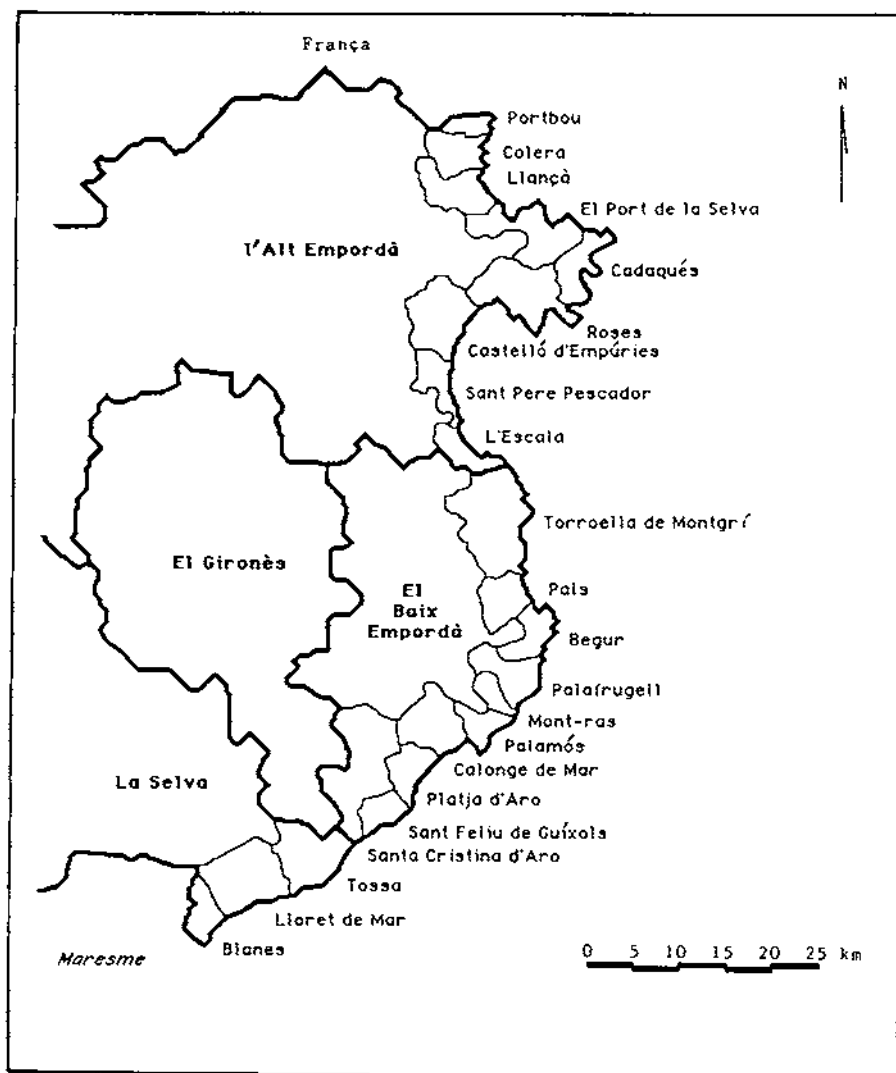 França
N
Portbou
Colera
Llançà
El Port de la Selva
l'Alt Empordà
Cadaqués
Roses
Castelló d'Empúries
Sant Pere Pescador
L'Escala
Torroella de Montgrí
El Gironès
El
Baix
Empordà
Pals
Begur
Palafrugell
Mont-ras
Palamós
Calonge de Mar
La Selva
Platja d'Aro
Sant Feliu de Guíxols
Santa Cristina d'Aro
Tossa
Lloret de Mar
Blanes
Maresme
0 5 10 15 20 25 km